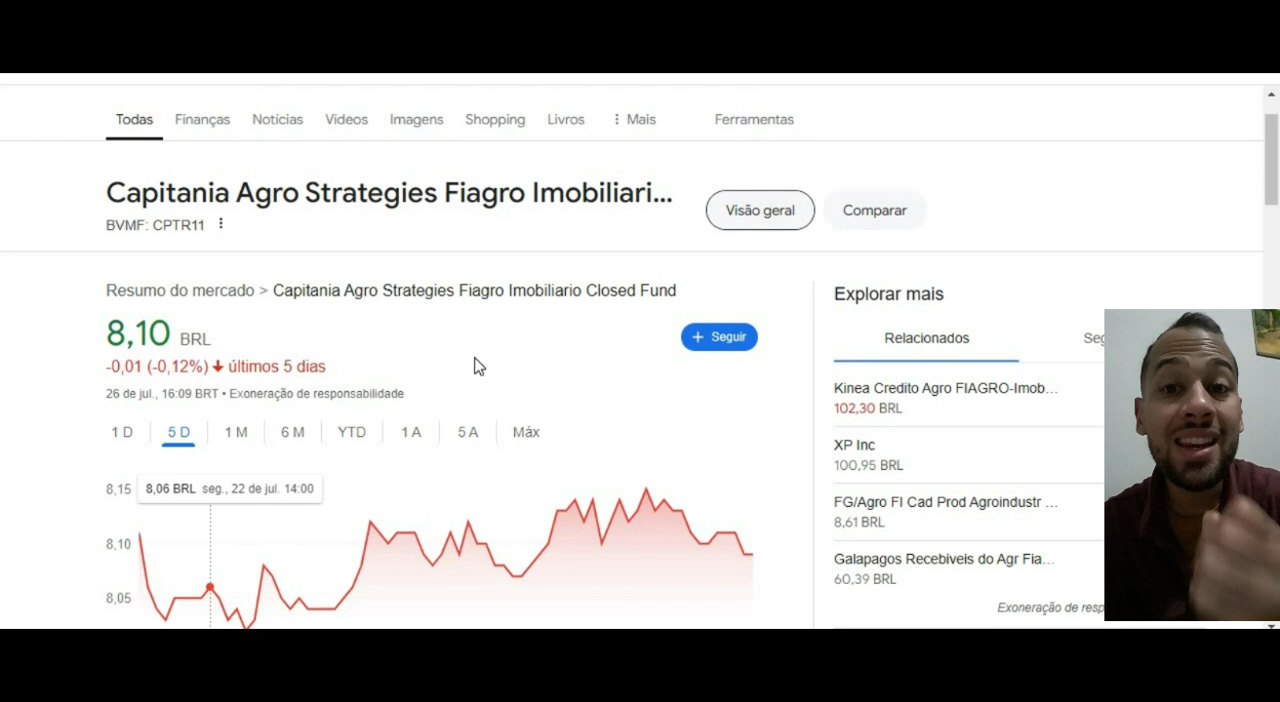 Todas Finanças Notícias Vídeos Imagens Shopping Livros Mais Ferramentas
Capitania Agro Strategies Fiagro Imobiliari...
BVMF: CPTR11
Visão geral Comparar
Resumo do mercado > Capitania Agro Strategies Fiagro Imobiliario Closed Fund
8,10 BRL
+ Seguir
-0,01 (-0,12%) últimos 5 dias
26 de jul., 16:09 BRT • Exoneração de responsabilidade
1 D 5 D 1 M 6 M YTD 1 A 5 A Máx
8,15
8,06 BRL seg., 22 de jul. 14:00
8,10
8,05
Explorar mais
Relacionados Seg
Kinea Credito Agro FIAGRO-Imob...
102,30 BRL
XP Inc
100,95 BRL
FG/Agro FI Cad Prod Agroindustr ...
8,61 BRL
Galapagos Recebiveis do Agr Fia...
60,39 BRL
Exoneração de resp